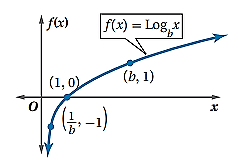 f(x)
f(x) = Log_b x
(1, 0)
(b, 1)
O
x
(1/b, −1)